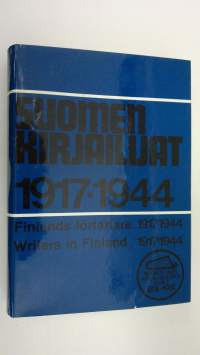 SUOMEN
KIRJAILIJAT
1917·1944
Finlands författare 1917·1944
Writers in Finland 1917·1944